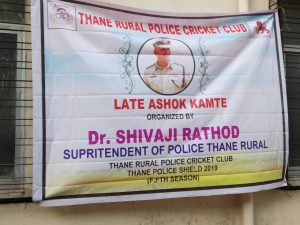 THANE RURAL POLICE CRICKET CLUB
LATE ASHOK KAMTE
ORGANIZED BY
Dr. SHIVAJI RATHOD
SUPRITENDENT OF POLICE THANE RURAL
THANE RURAL POLICE CRICKET CLUB
THANE POLICE SHIELD 2019
SEASON)